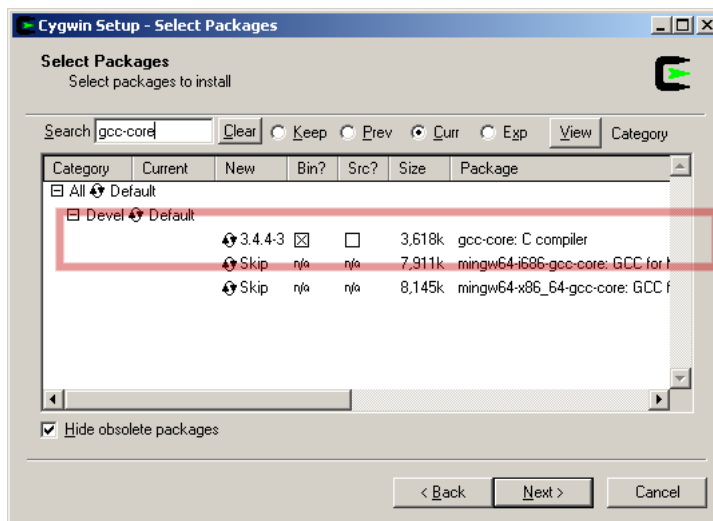 Cygwin Setup - Select Packages
Select Packages
Select packages to install
Search gcc-core Clear Keep Prev Curr Exp View Category
Category Current New Bin? Src? Size Package
All Default
Devel Default
3.4.4-3 3,618k gcc-core: C compiler
Skip n/a n/a 7,911k mingw64-i686-gcc-core: GCC for
Skip n/a n/a 8,145k mingw64-x86_64-gcc-core: GCC
Hide obsolete packages
< Back Next > Cancel